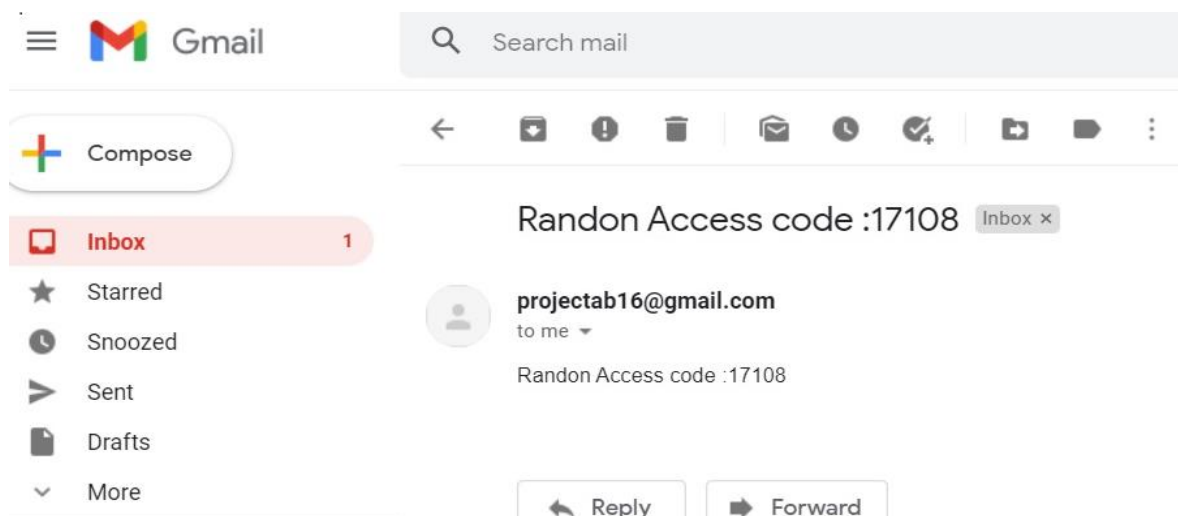 Gmail
Search mail
Compose
Randon Access code :17108 Inbox ×
Inbox 1
Starred
projectab16@gmail.com
to me
Snoozed
Randon Access code :17108
Sent
Drafts
More
Reply Forward